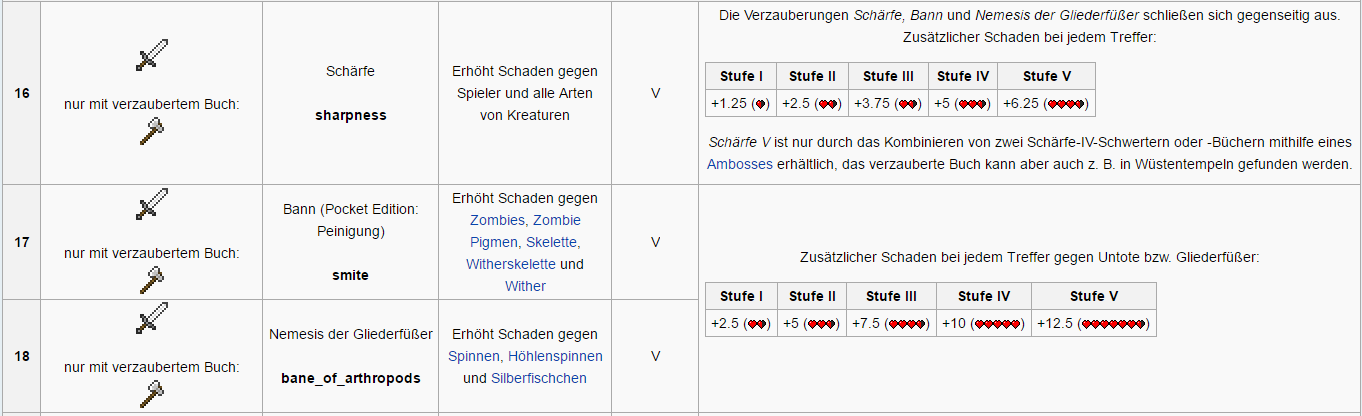 16
nur mit verzaubertem Buch:
Schärfe
sharpness
Erhöht Schaden gegen
Spieler und alle Arten
von Kreaturen
V
Die Verzauberungen Schärfe, Bann und Nemesis der Gliederfüßer schließen sich gegenseitig aus.
Zusätzlicher Schaden bei jedem Treffer:
Stufe I Stufe II Stufe III Stufe IV Stufe V
+1.25 () +2.5 () +3.75 () +5 () +6.25 ()
Schärfe V ist nur durch das Kombinieren von zwei Schärfe-IV-Schwertern oder -Büchern mithilfe eines
Ambosses erhältlich, das verzauberte Buch kann aber auch z. B. in Wüstentempeln gefunden werden.
17
nur mit verzaubertem Buch:
Bann (Pocket Edition:
Peinigung)
smite
Erhöht Schaden gegen
Zombies, Zombie
Pigmen, Skelette,
Witherskelette und
Wither
V
Zusätzlicher Schaden bei jedem Treffer gegen Untote bzw. Gliederfüßer:
Stufe I Stufe II Stufe III Stufe IV Stufe V
+2.5 () +5 () +7.5 () +10 () +12.5 ()
18
nur mit verzaubertem Buch:
Nemesis der Gliederfüßer
bane_of_arthropods
Erhöht Schaden gegen
Spinnen, Höhlenspinnen
und Silberfischchen
V